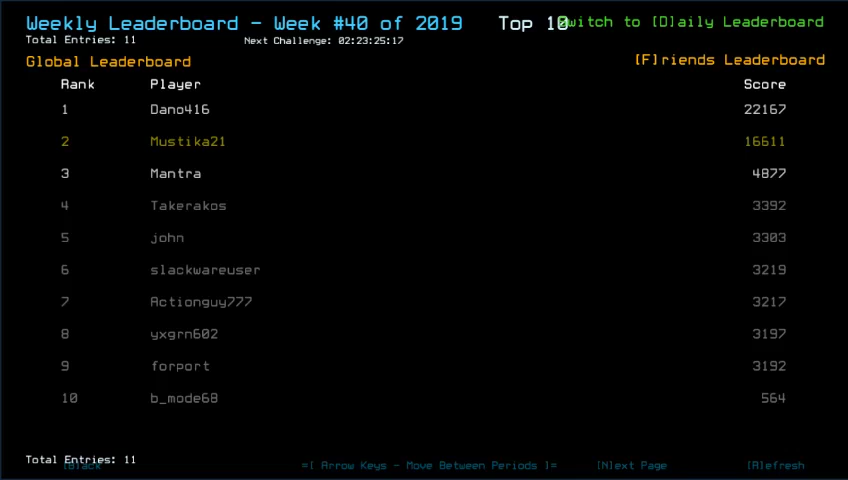 Weekly Leaderboard - Week #40 of 2019 Top 10 witch to [D]aily Leaderboard
Total Entries: 11 Next Challenge: 02:23:25:17
Global Leaderboard [F]riends Leaderboard
Rank Player Score
1 Dano416 22167
2 Mustika21 16611
3 Mantra 4877
4 Takerakos 3392
5 john 3303
6 slackwareuser 3219
7 Actionguy777 3217
8 yxgrn602 3197
9 forport 3192
10 b_mode68 564
Total Entries: 11
[B]ack =[ Arrow Keys - Move Between Periods ]= [N]ext Page [R]efresh